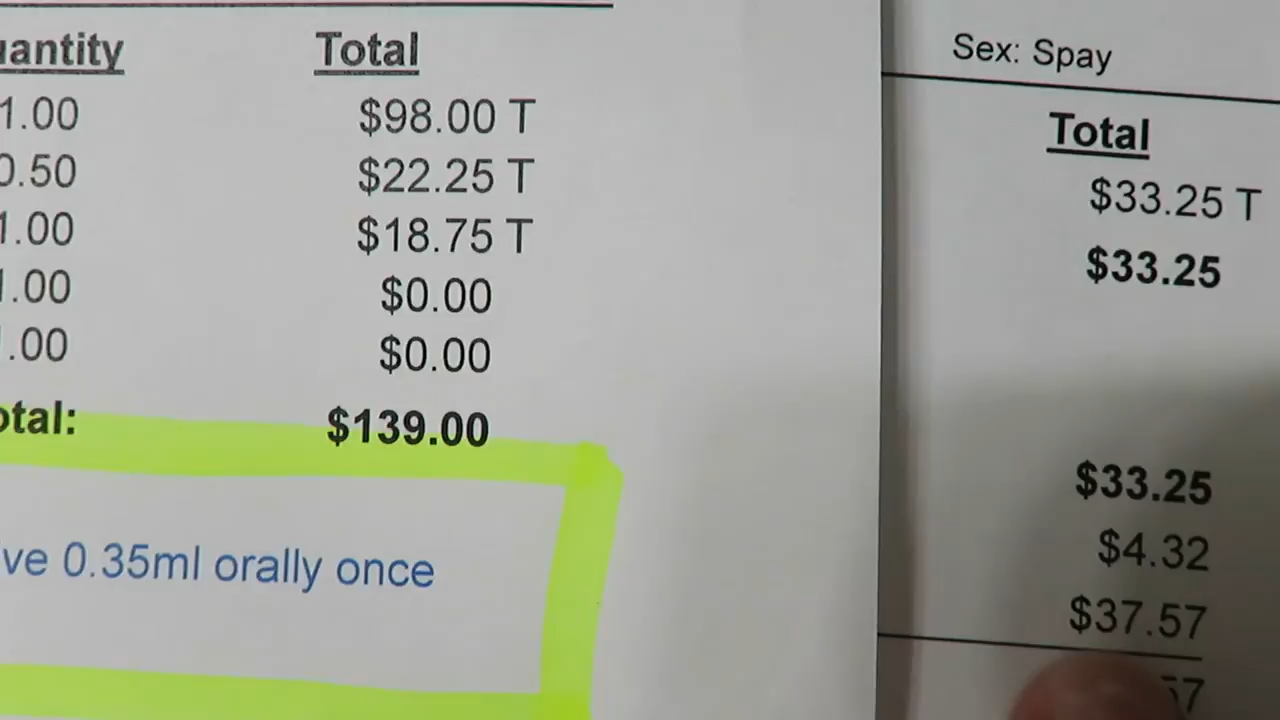 Quantity Total
1.00 $98.00 T
0.50 $22.25 T
1.00 $18.75 T
1.00 $0.00
.00 $0.00
otal: $139.00
ve 0.35ml orally once
Sex: Spay
Total
$33.25 T
$33.25
$33.25
$4.32
$37.57
57